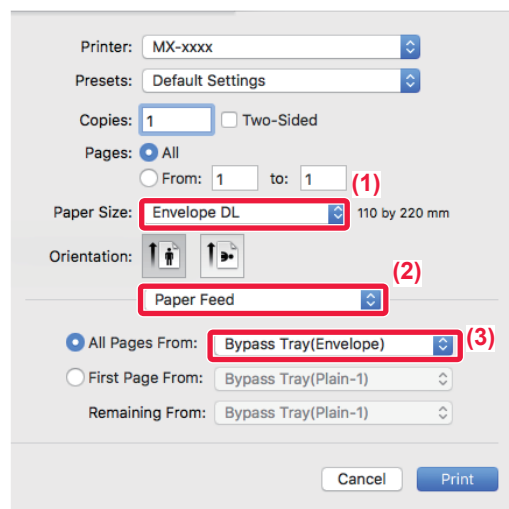 Printer: MX-xxxx
Presets: Default Settings
Copies: 1 Two-Sided
Pages: All
From: 1 to: 1
(1)
Paper Size: Envelope DL 110 by 220 mm
Orientation:
(2)
Paper Feed
All Pages From: Bypass Tray(Envelope) (3)
First Page From: Bypass Tray(Plain-1)
Remaining From: Bypass Tray(Plain-1)
Cancel Print